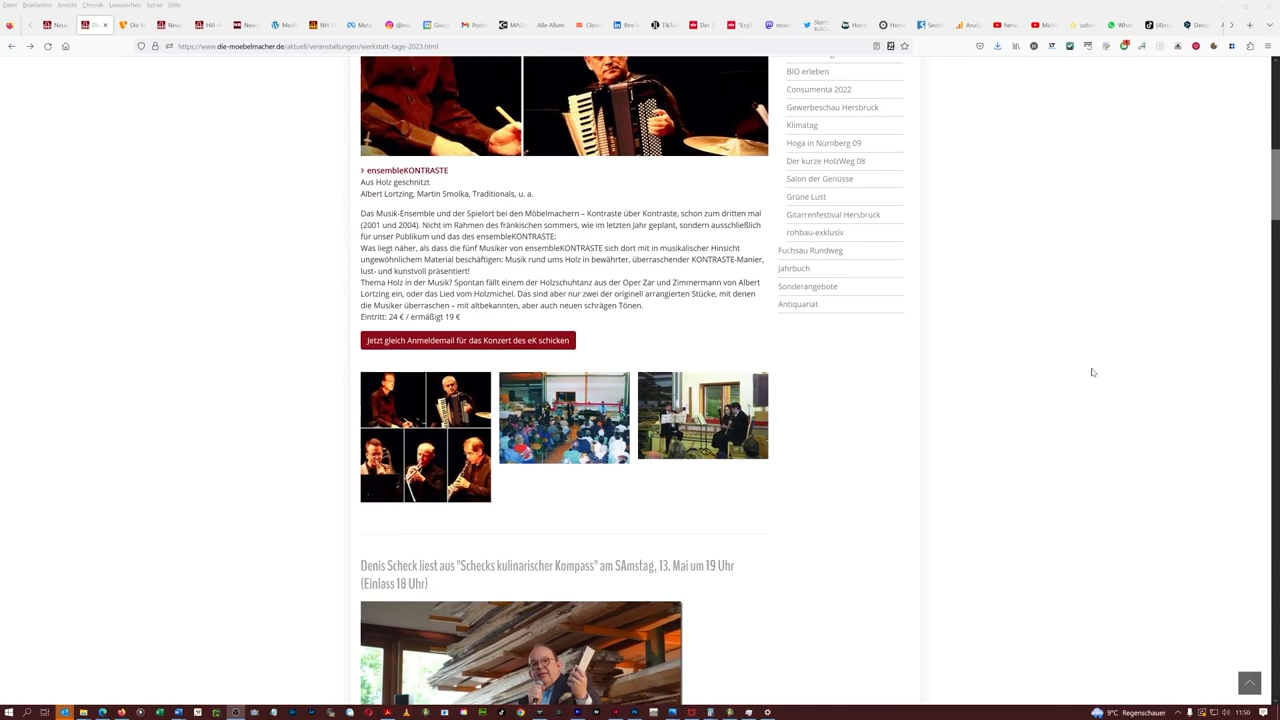 Datei Bearbeiten Ansicht Chronik Lesezeichen Extras Hilfe
https://www.die-moebelmacher.de/aktuell/veranstaltungen/werkstatt-tage-2023.html
BIO erleben
Consumenta 2022
Gewerbeschau Hersbruck
Klimatag
Hoga in Nürnberg 09
Der kurze HolzWeg 08
Salon der Genüsse
Grüne Lust
Gitarrenfestival Hersbruck
rohbau-exklusiv
Fuchsau Rundweg
Jahrbuch
Sonderangebote
Antiquariat
ensembleKONTRASTE
Aus Holz geschnitzt
Albert Lortzing, Martin Smolka, Traditionals, u. a.
Das Musik-Ensemble und der Spielort bei den Möbelmachern – Kontraste über Kontraste, schon zum dritten mal
(2001 und 2004). Nicht im Rahmen des fränkischen sommers, wie im letzten Jahr geplant, sondern ausschließlich
für unser Publikum und das des ensembleKONTRASTE:
Was liegt näher, als dass die fünf Musiker von ensembleKONTRASTE sich dort mit in musikalischer Hinsicht
ungewöhnlichem Material beschäftigen: Musik rund ums Holz in bewährter, überraschender KONTRASTE-Manier,
lust- und kunstvoll präsentiert!
Thema Holz in der Musik? Spontan fällt einem der Holzschuhtanz aus der Oper Zar und Zimmermann von Albert
Lortzing ein, oder das Lied vom Holzmichel. Das sind aber nur zwei der originell arrangierten Stücke, mit denen
die Musiker überraschen – mit altbekannten, aber auch neuen schrägen Tönen.
Eintritt: 24 € / ermäßigt 19 €
Jetzt gleich Anmeldemail für das Konzert des eK schicken
Denis Scheck liest aus "Schecks kulinarischer Kompass" am SAmstag, 13. Mai um 19 Uhr
(Einlass 18 Uhr)
9°C Regenschauer
11:50